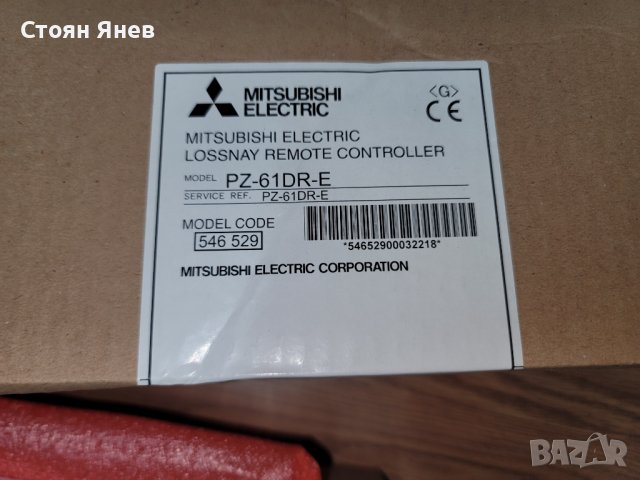 Стоян Янев
MITSUBISHI
ELECTRIC
<G>
CE
MITSUBISHI ELECTRIC
LOSSNAY REMOTE CONTROLLER
MODEL PZ-61DR-E
SERVICE REF. PZ-61DR-E
MODEL CODE
546 529
*54652900032218*
MITSUBISHI ELECTRIC CORPORATION
BAZAR